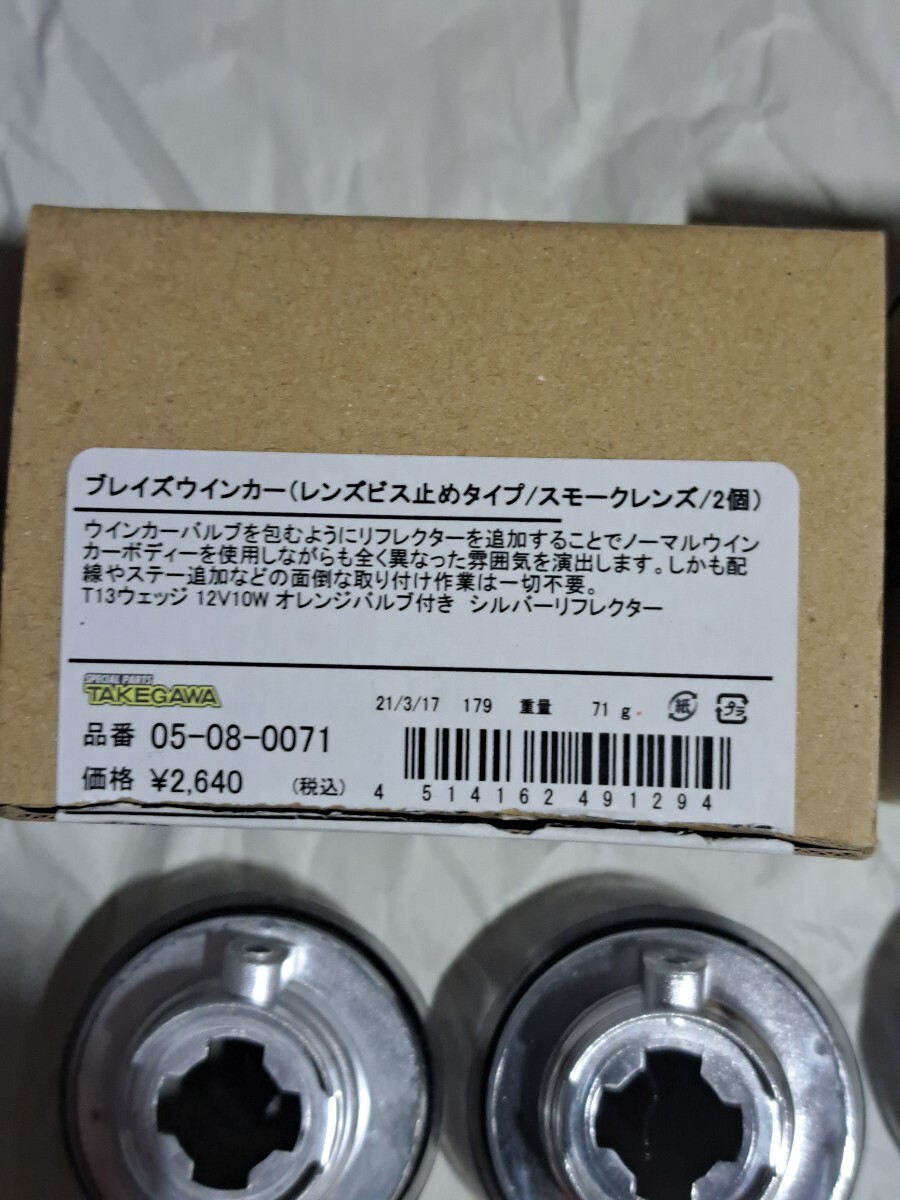 ブレイズウインカー(レンズビス止めタイプ/スモークレンズ/2個)
ウインカーバルブを包むようにリフレクターを追加することでノーマルウイン
カーボディーを使用しながらも全く異なった雰囲気を演出します。しかも配
線やステー追加などの面倒な取り付け作業は一切不要。
T13ウェッジ 12V10W オレンジバルブ付き シルバーリフレクター
SPECIAL PARTS
TAKEGAWA
21/3/17 179 重量 71 g.
紙
プラ
品番 05-08-0071
価格 ¥2,640 (税込)
4 514162 491294